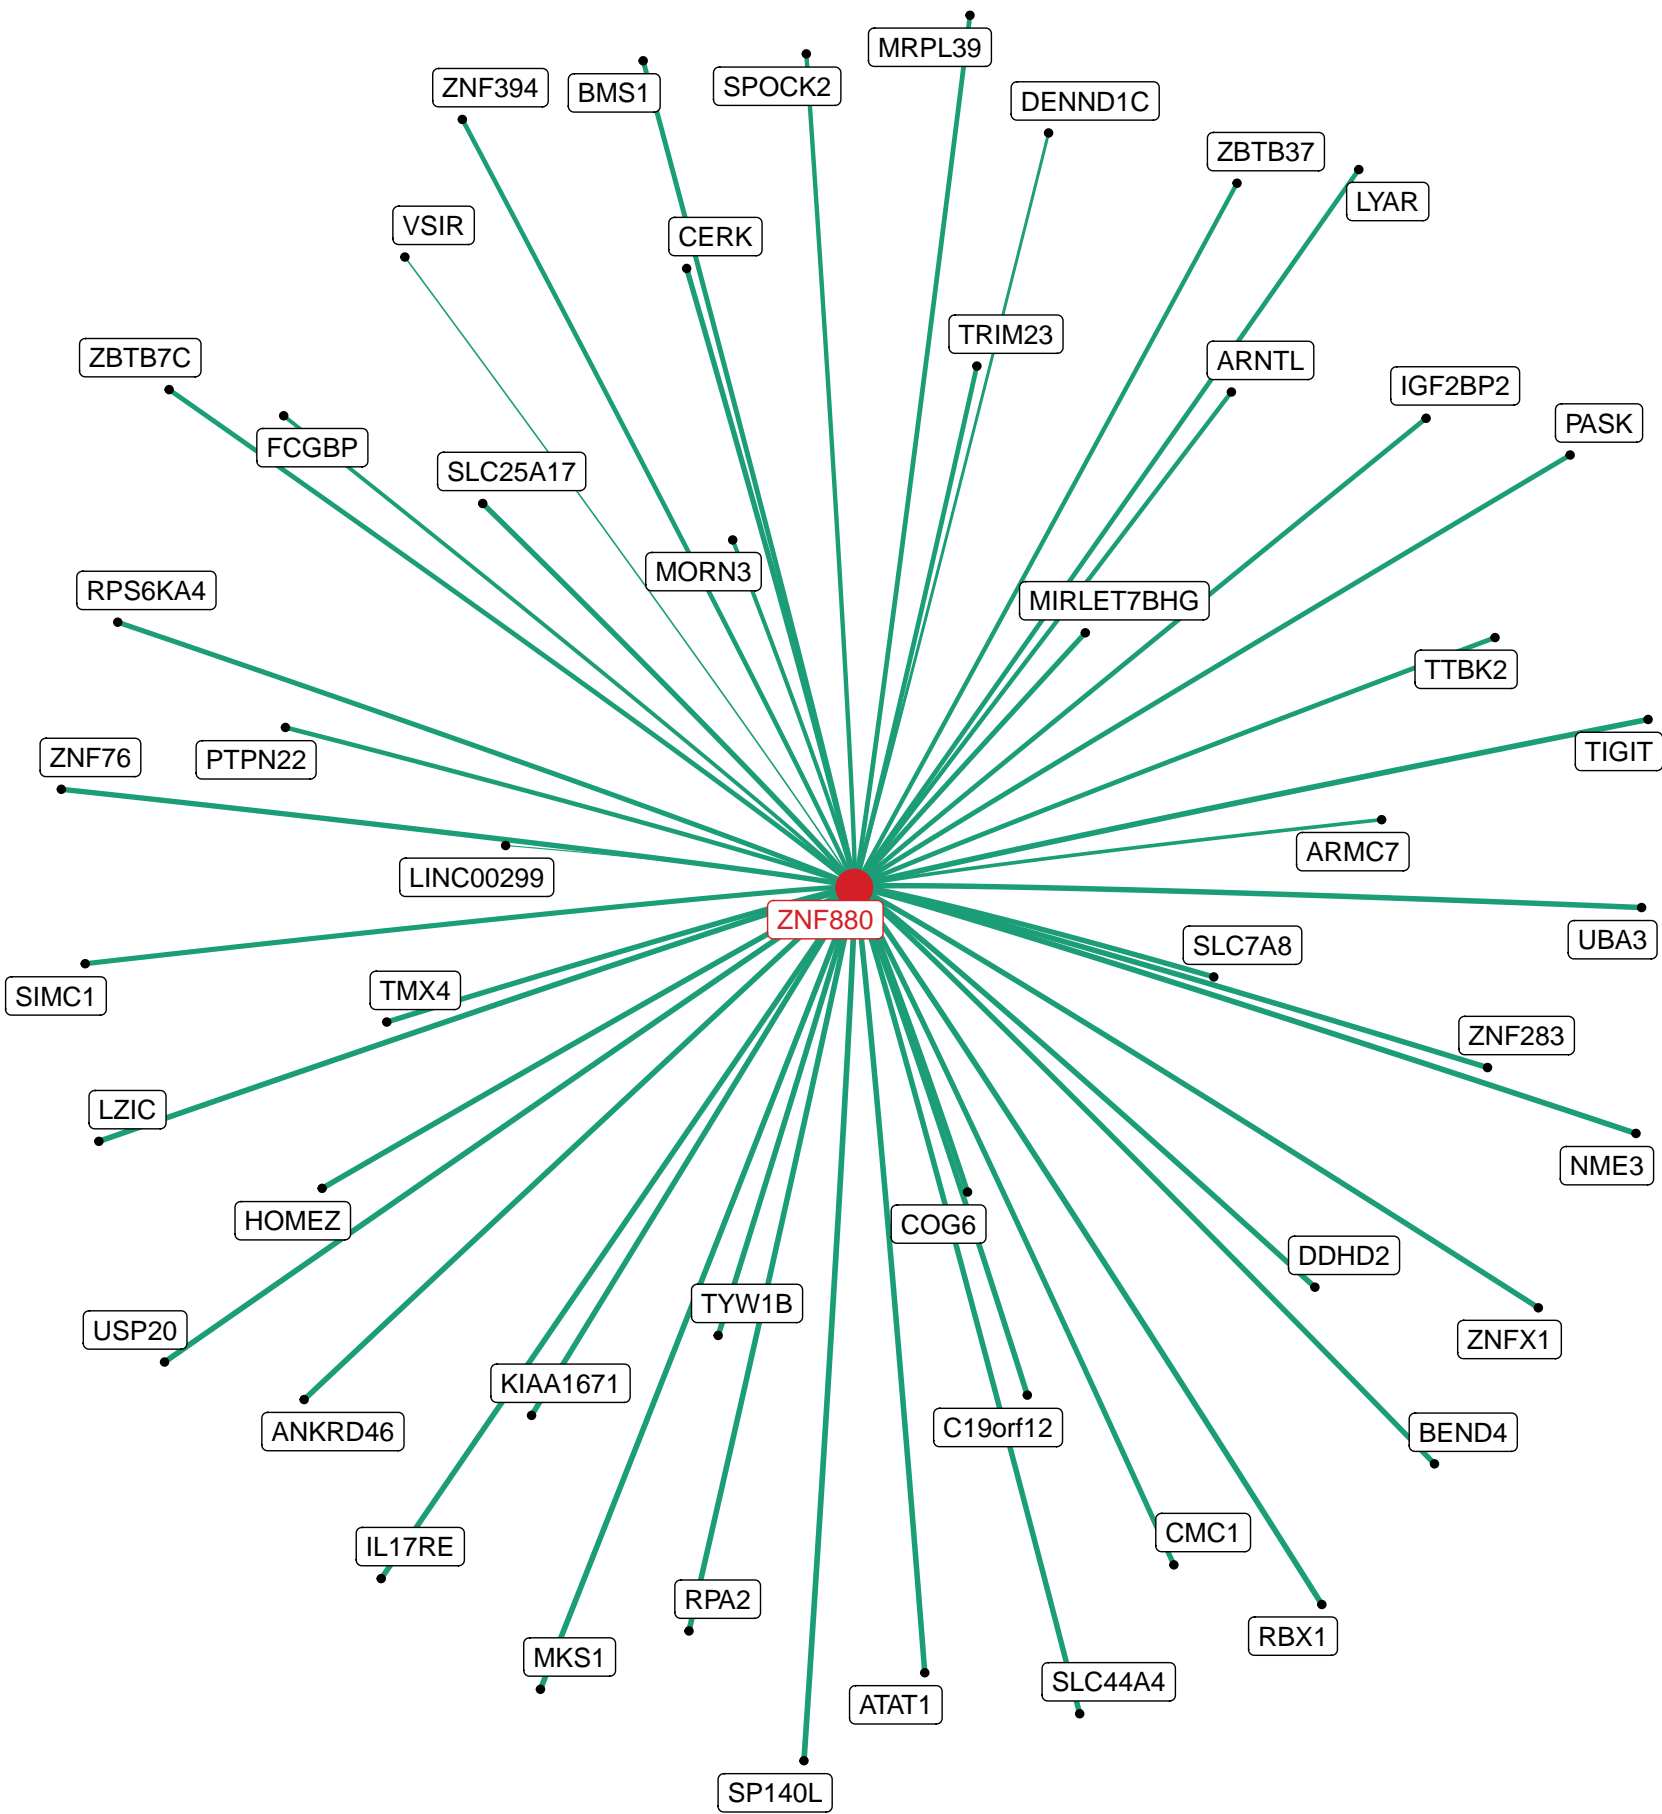 MRPL39
SPOCK2
ZNF394
BMS1
DENND1C
ZBTB37
LYAR
VSIR
CERK
TRIM23
ZBTB7C
ARNTL
IGF2BP2
PASK
FCGBP
SLC25A17
MORN3
RPS6KA4
MIRLET7BHG
TTBK2
TIGIT
ZNF76
PTPN22
ARMC7
LINC00299
ZNF880
UBA3
SLC7A8
SIMC1
TMX4
ZNF283
LZIC
NME3
HOMEZ
COG6
DDHD2
TYW1B
USP20
ZNFX1
KIAA1671
C19orf12
ANKRD46
BEND4
CMC1
IL17RE
RPA2
RBX1
MKS1
SLC44A4
ATAT1
SP140L